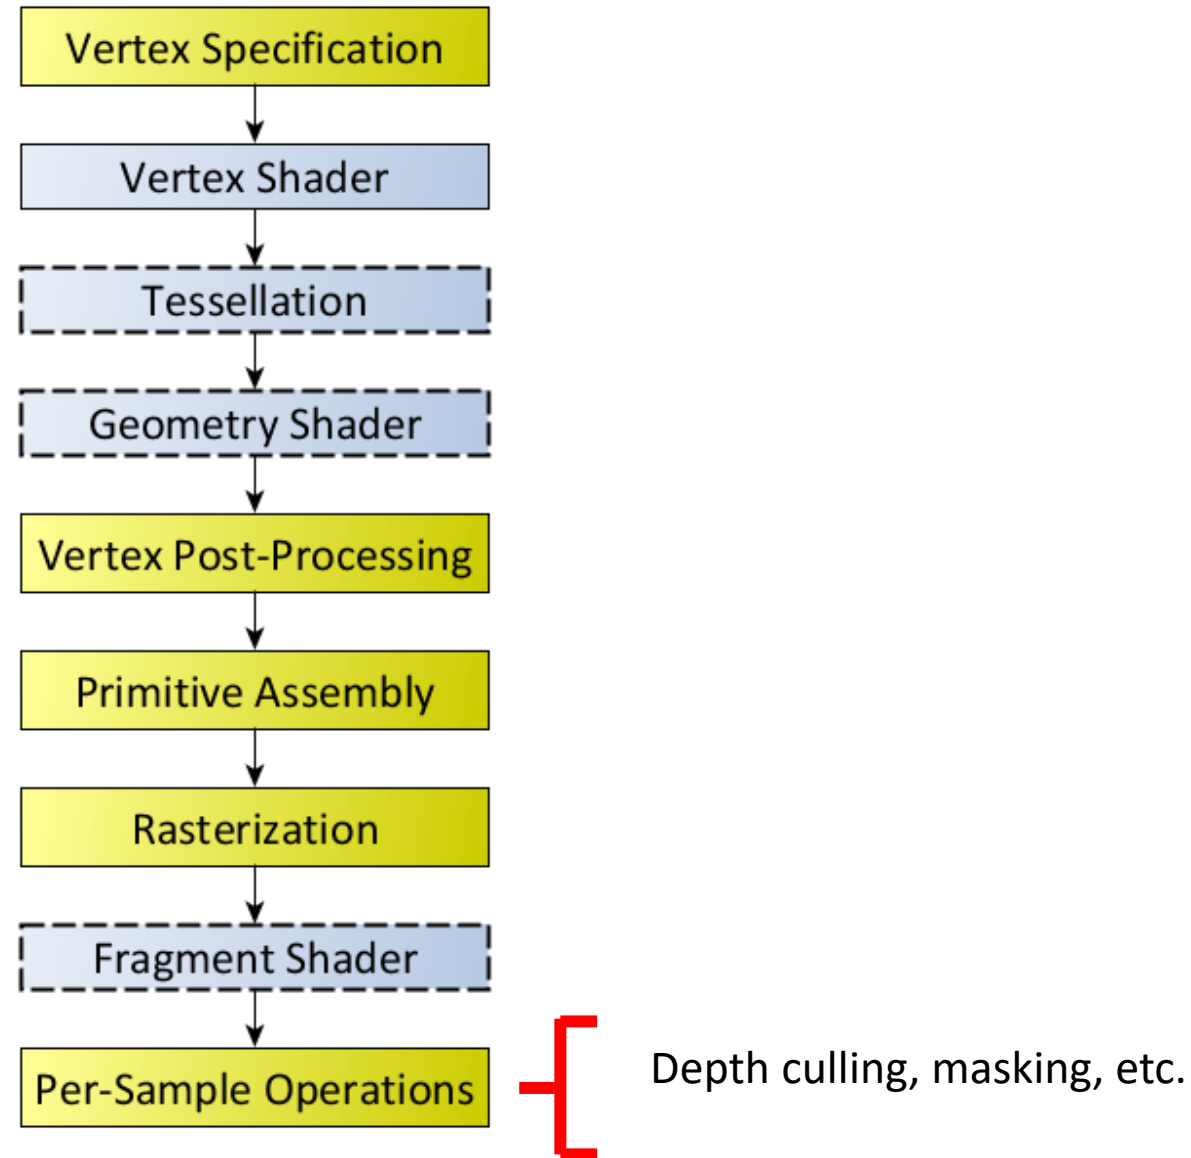 Vertex Specification
Vertex Shader
Tessellation
Geometry Shader
Vertex Post-Processing
Primitive Assembly
Rasterization
Fragment Shader
Per-Sample Operations
Depth culling, masking, etc.